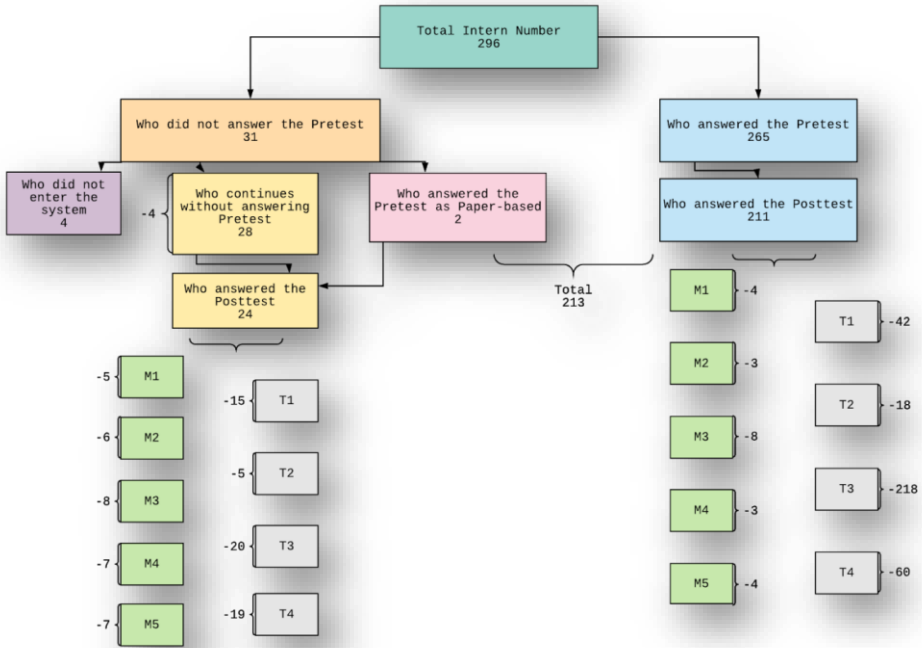 Total Intern Number
296
Who did not answer the Pretest
31
Who answered the Pretest
265
Who did not
enter the
system
4
-4
Who continues
without answering
Pretest
28
Who answered the
Pretest as Paper-based
2
Who answered the Posttest
211
Who answered the
Posttest
24
Total
213
-5
M1
-6
M2
-8
M3
-7
M4
-7
M5
-15
T1
-5
T2
-20
T3
-19
T4
M1
-4
M2
-3
M3
-8
M4
-3
M5
-4
T1
-42
T2
-18
T3
-218
T4
-60